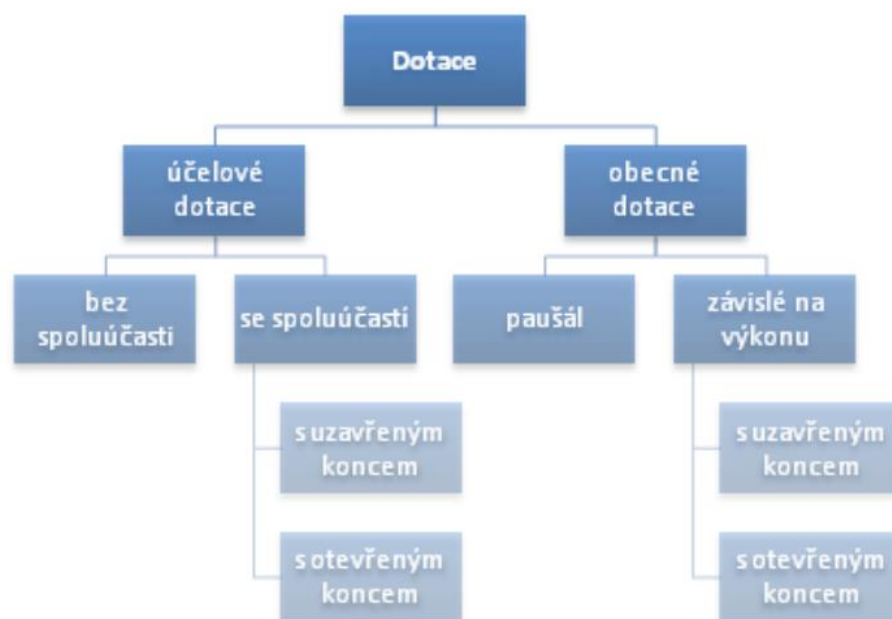 Dotace
účelové
dotace
obecné
dotace
bez
spoluúčasti
se spoluúčastí
paušál
závislé na
výkonu
s uzavřeným
koncem
s uzavřeným
koncem
s otevřeným
koncem
s otevřeným
koncem